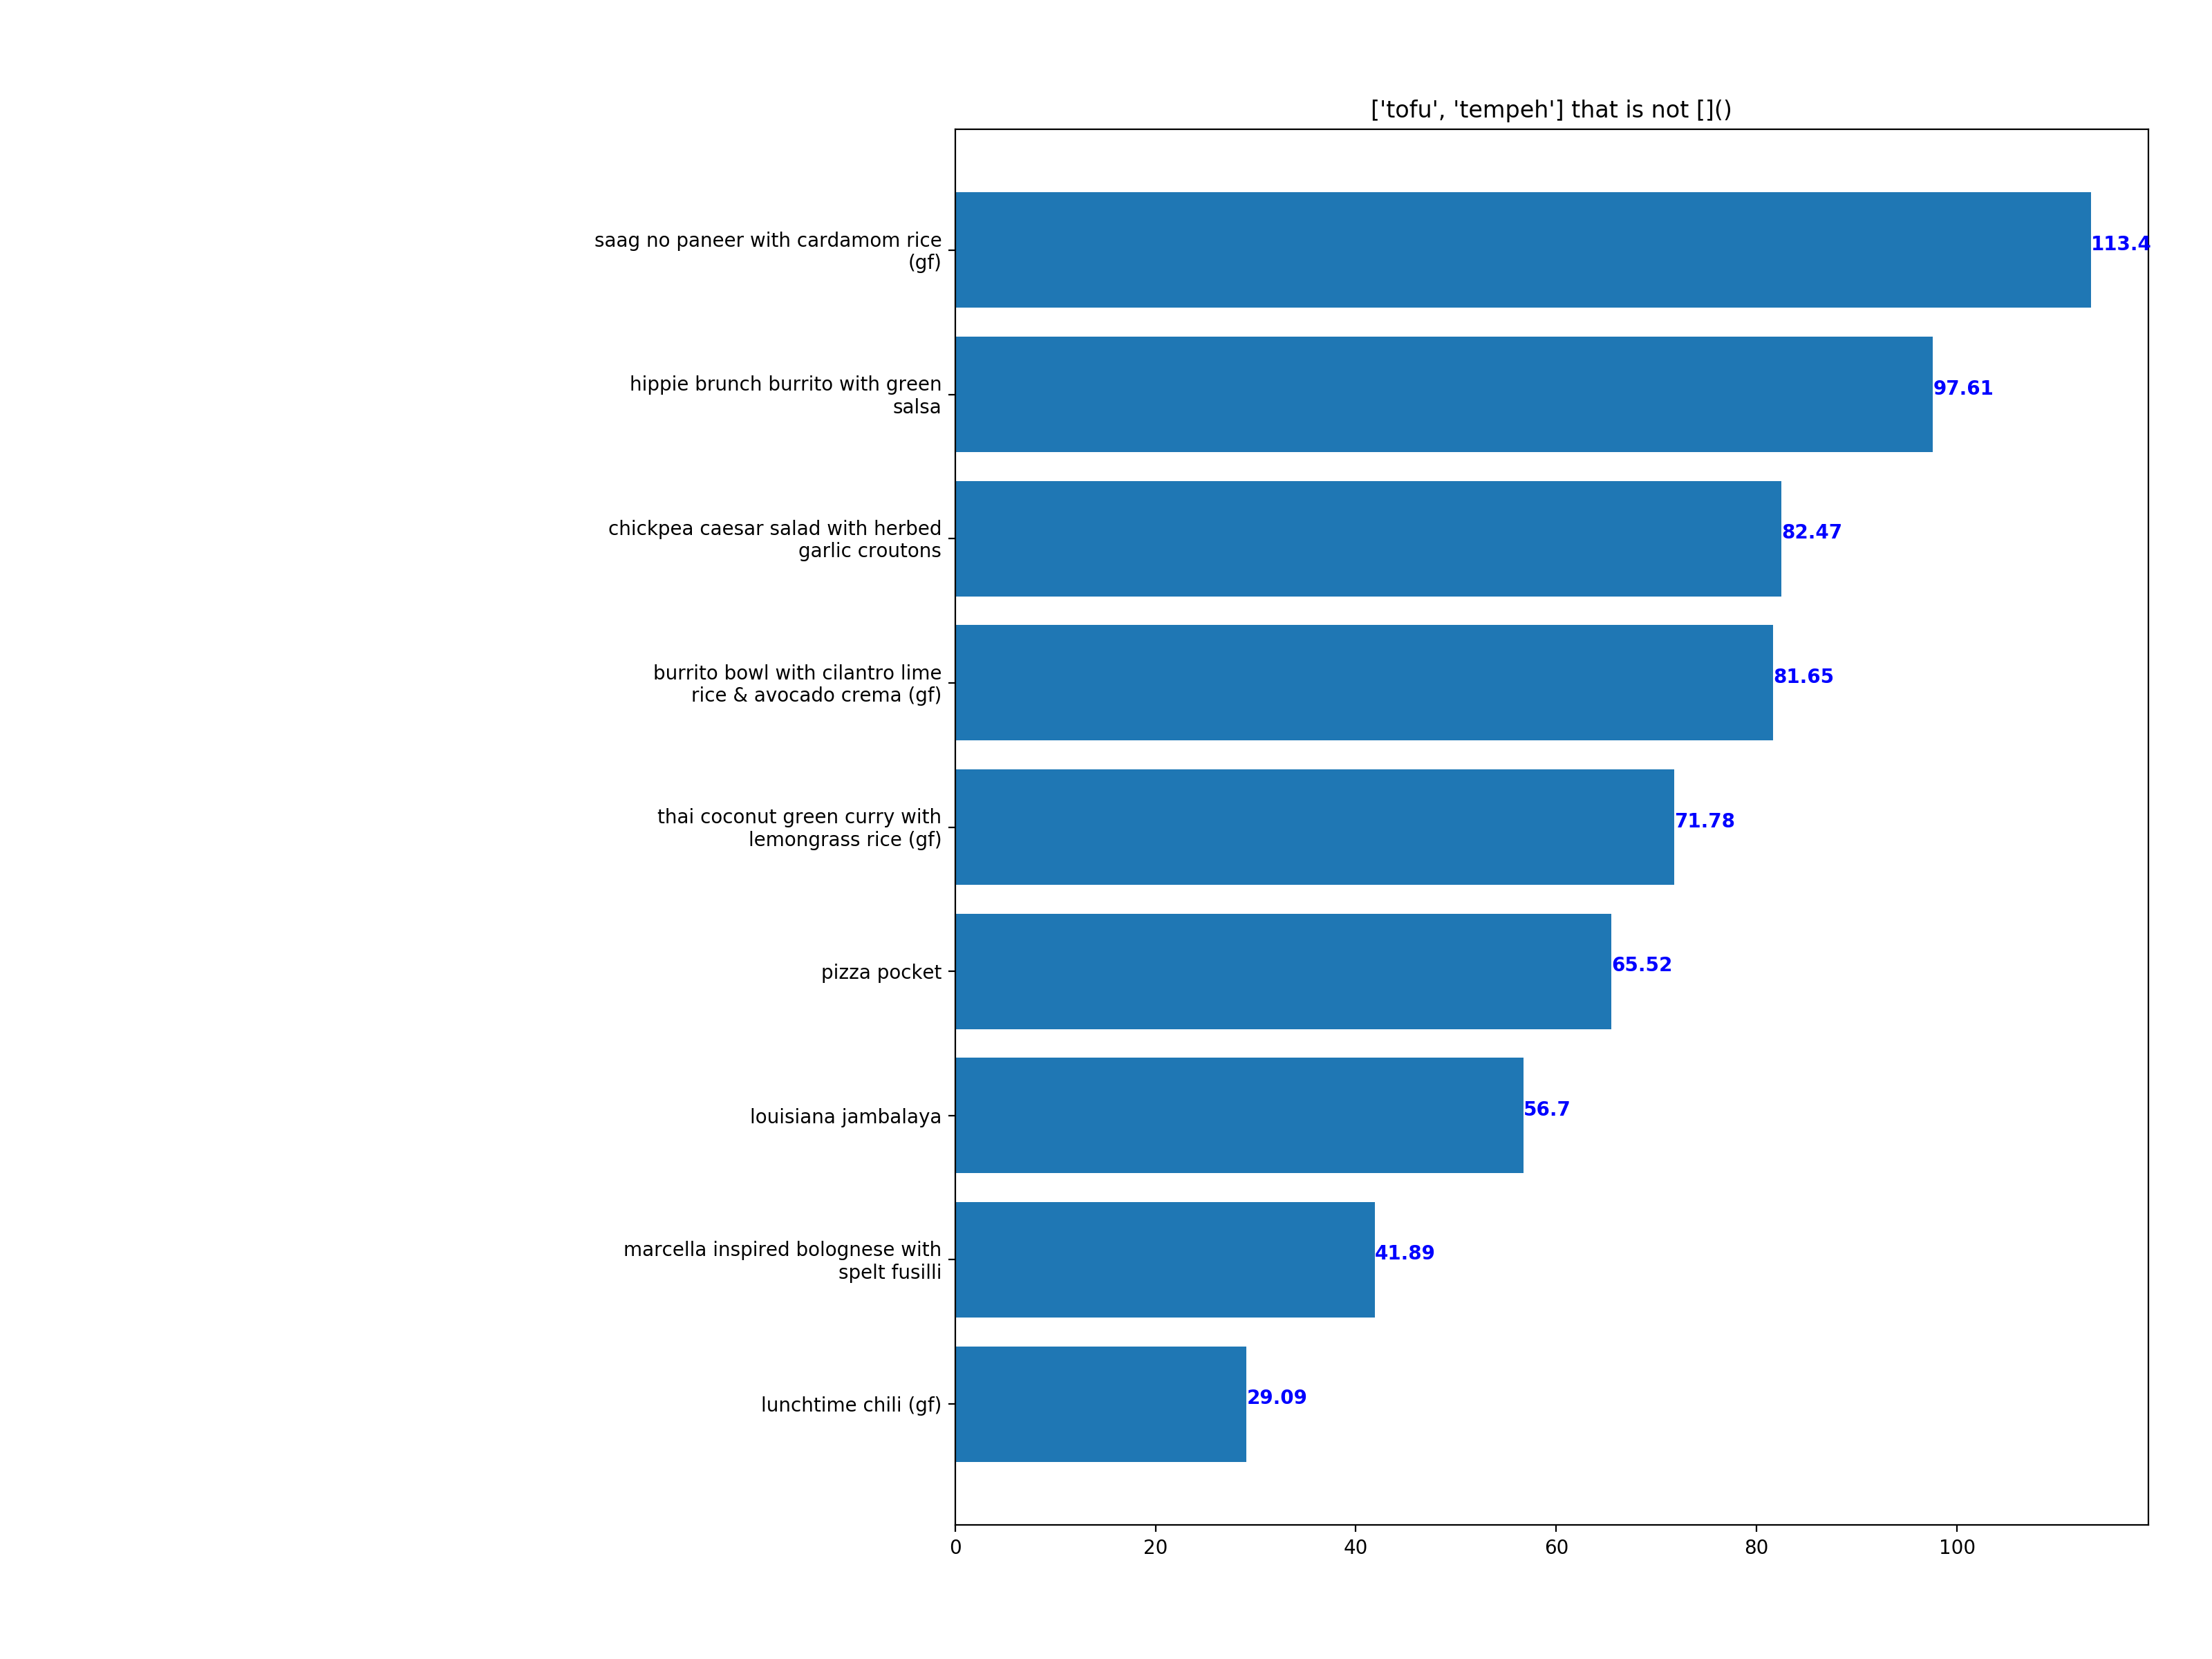 ['tofu', 'tempeh'] that is not []()
saag no paneer with cardamom rice
(gf)
113.4
hippie brunch burrito with green
salsa
97.61
chickpea caesar salad with herbed
garlic croutons
82.47
burrito bowl with cilantro lime
rice & avocado crema (gf)
81.65
thai coconut green curry with
lemongrass rice (gf)
71.78
pizza pocket
65.52
louisiana jambalaya
56.7
marcella inspired bolognese with
spelt fusilli
41.89
lunchtime chili (gf)
29.09
0 20 40 60 80 100